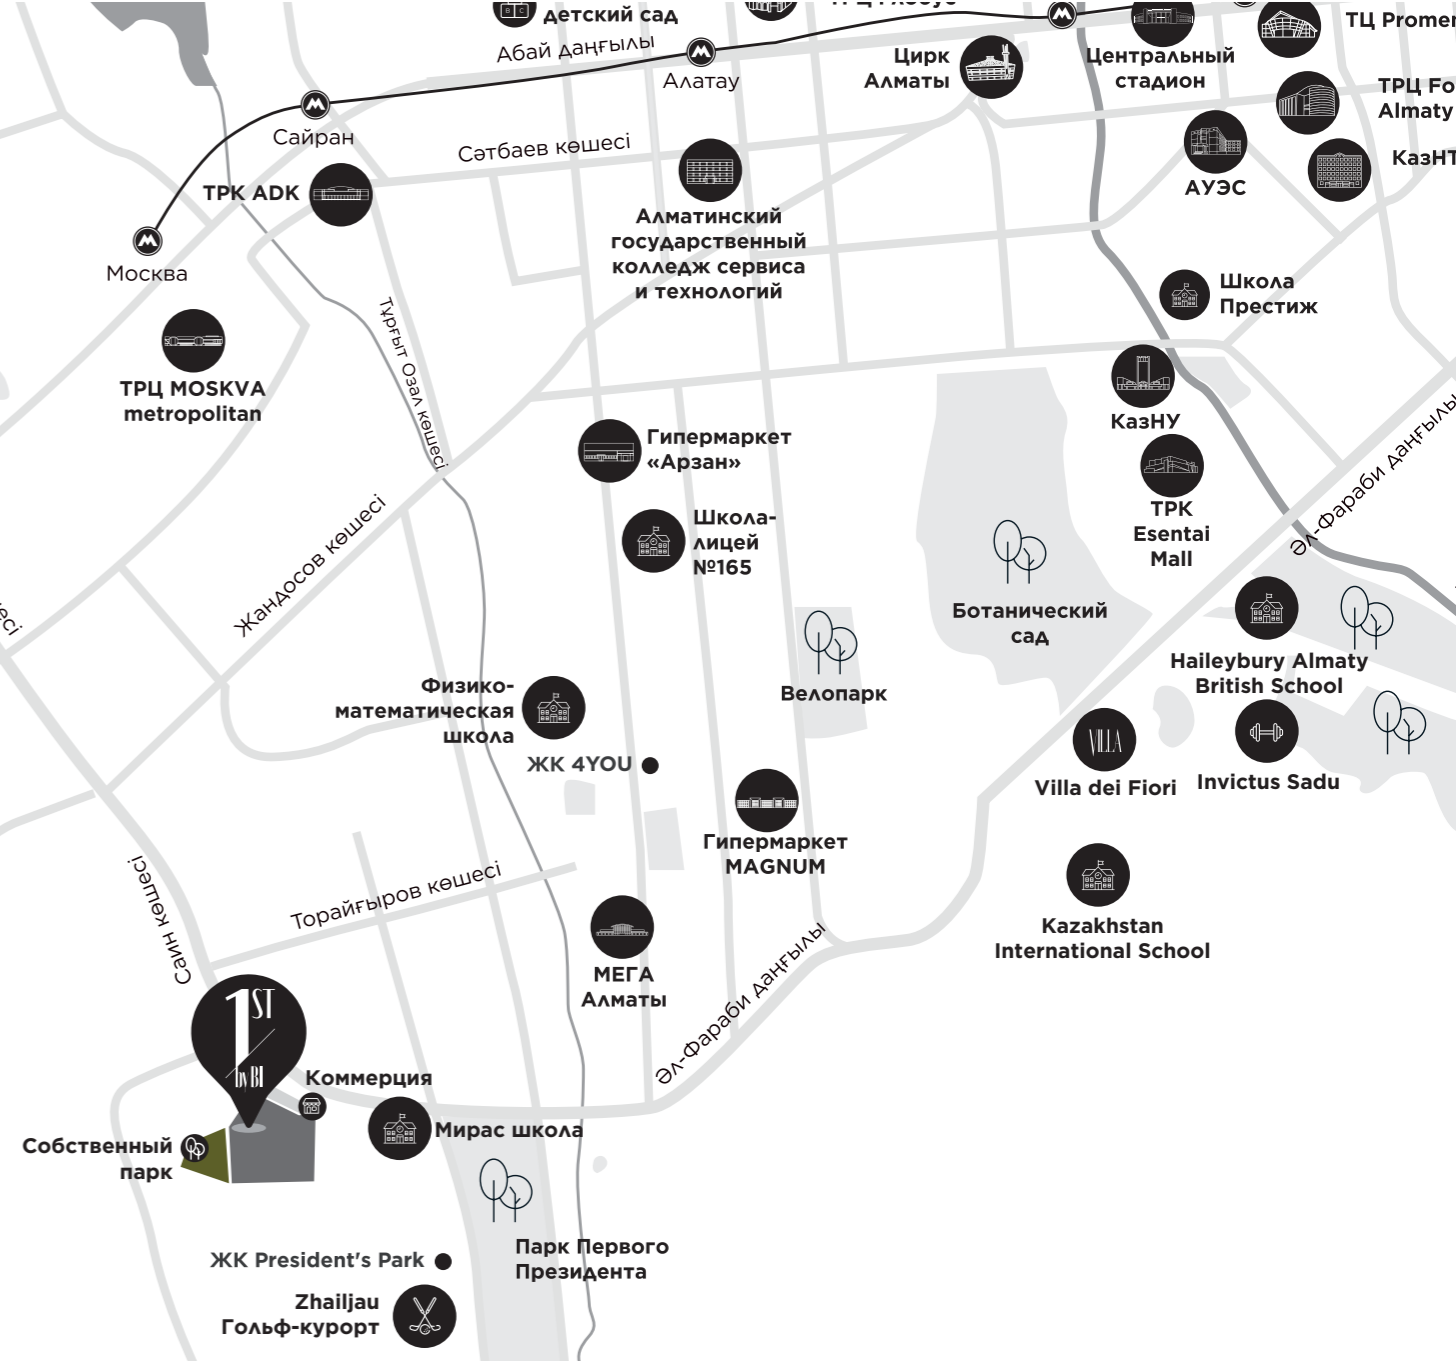 детский сад
ТЦ Prome
Абай даңғылы
Алатау
Цирк
Алматы
Центральный
стадион
ТРЦ Fo
Almaty
Сайран
Сәтбаев көшесі
КазНТ
ТРК ADK
АУЭС
Алматинский
государственный
колледж сервиса
и технологий
Москва
Школа
Престиж
Тұрғыт Озал көшесі
ТРЦ MOSKVA
metropolitan
КазНУ
Гипермаркет
«Арзан»
Әл-Фараби даңғылы
ТРК
Esentai
Mall
Школа-
лицей
№165
Жандосов көшесі
Ботанический
сад
Haileybury Almaty
British School
Физико-
математическая
школа
Велопарк
VILLA
Villa dei Fiori
Invictus Sadu
ЖК 4YOU
Гипермаркет
MAGNUM
Саин көшесі
Торайғыров көшесі
Kazakhstan
International School
МЕГА
Алматы
Әл-Фараби даңғылы
1ST
by BI
Коммерция
Мирас школа
Собственный
парк
Парк Первого
Президента
ЖК President's Park
Zhailjau
Гольф-курорт